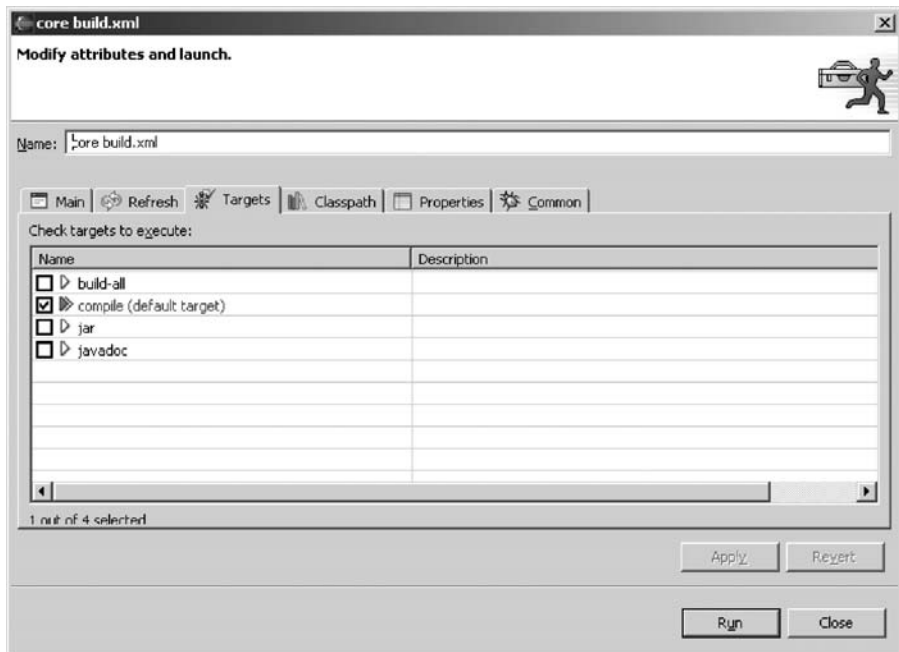 core build.xml
Modify attributes and launch.
Name: core build.xml
Main Refresh Targets Classpath Properties Common
Check targets to execute:
Name Description
build-all
compile (default target)
jar
javadoc
1 out of 4 selected
Apply Revert
Run Close